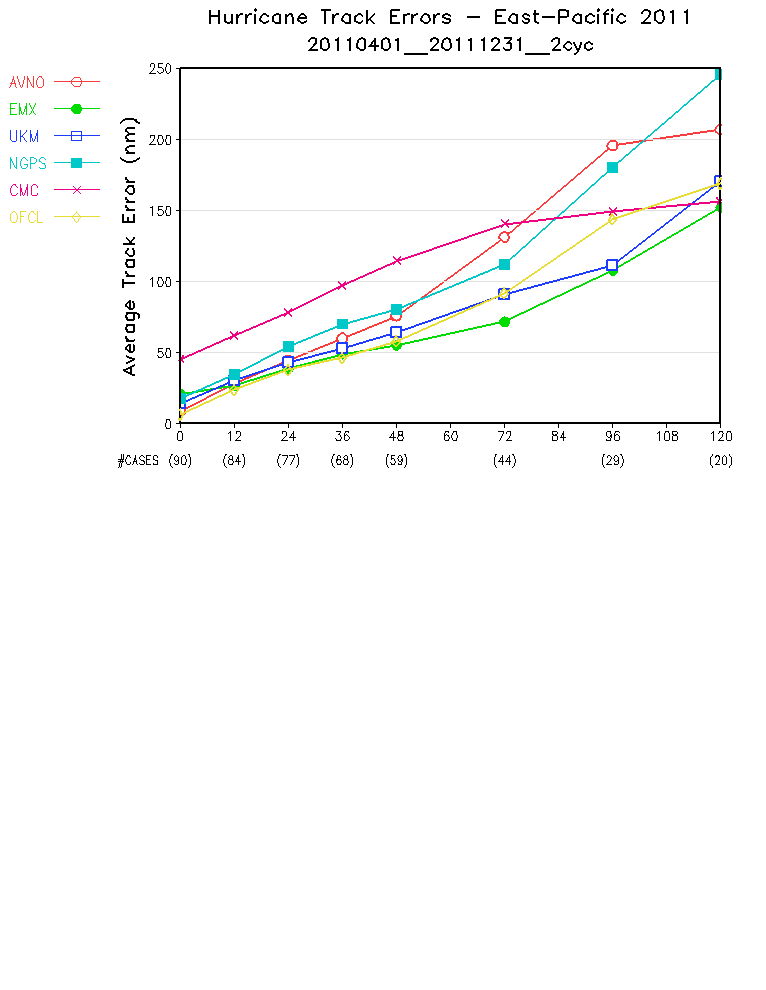 Hurricane Track Errors - East-Pacific 2011
20110401__20111231__2cyc
AVNO
EMX
UKM
NGPS
CMC
OFCL
Average Track Error (nm)
250
200
150
100
50
0
0 12 24 36 48 60 72 84 96 108 120
#CASES (90) (84) (77) (68) (59) (44) (29) (20)